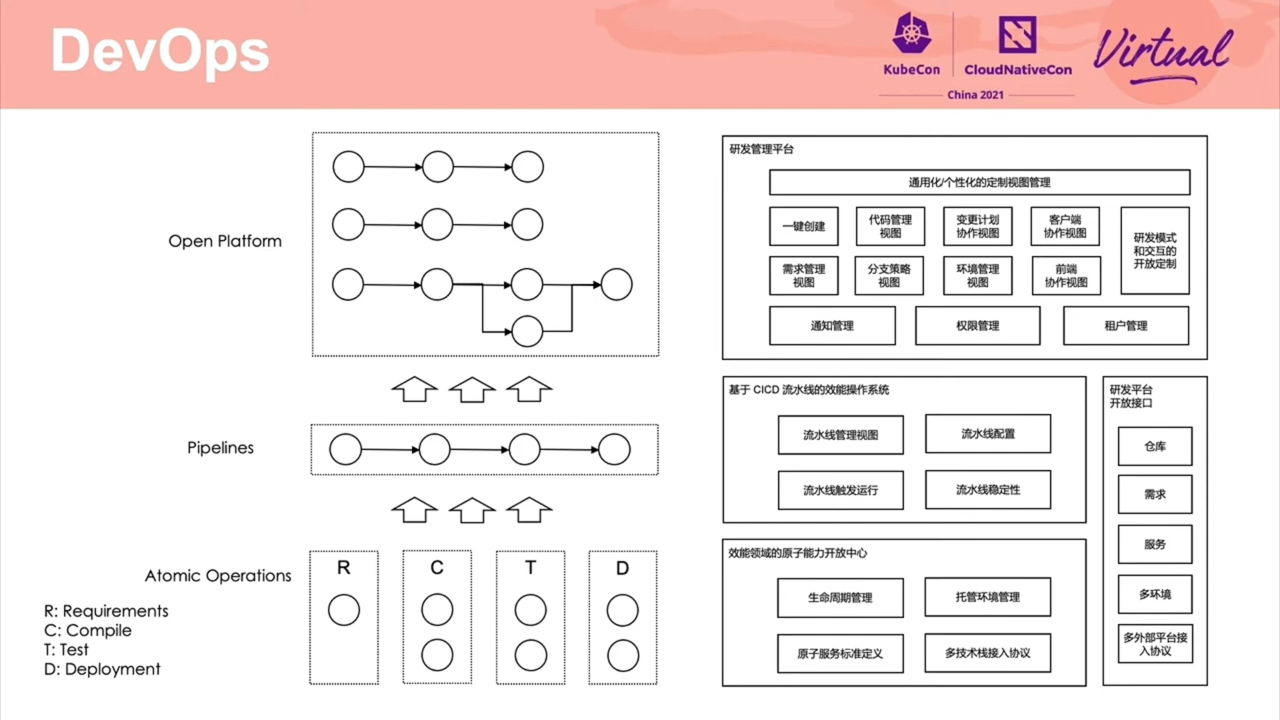 DevOps
KubeCon
CloudNativeCon
Virtual
China 2021
Open Platform
Pipelines
Atomic Operations
R: Requirements
C: Compile
T: Test
D: Deployment
R
C
T
D
研发管理平台
通用化/个性化的定制视图管理
一键创建
代码管理
视图
变更计划
协作视图
客户端
协作视图
研发模式
和交互的
开放定制
需求管理
视图
分支策略
视图
环境管理
视图
前端
协作视图
通知管理
权限管理
租户管理
基于 CICD 流水线的效能操作系统
流水线管理视图
流水线配置
流水线触发运行
流水线稳定性
效能领域的原子能力开放中心
生命周期管理
托管环境管理
原子服务标准定义
多技术栈接入协议
研发平台
开放接口
仓库
需求
服务
多环境
多外部平台接
入协议